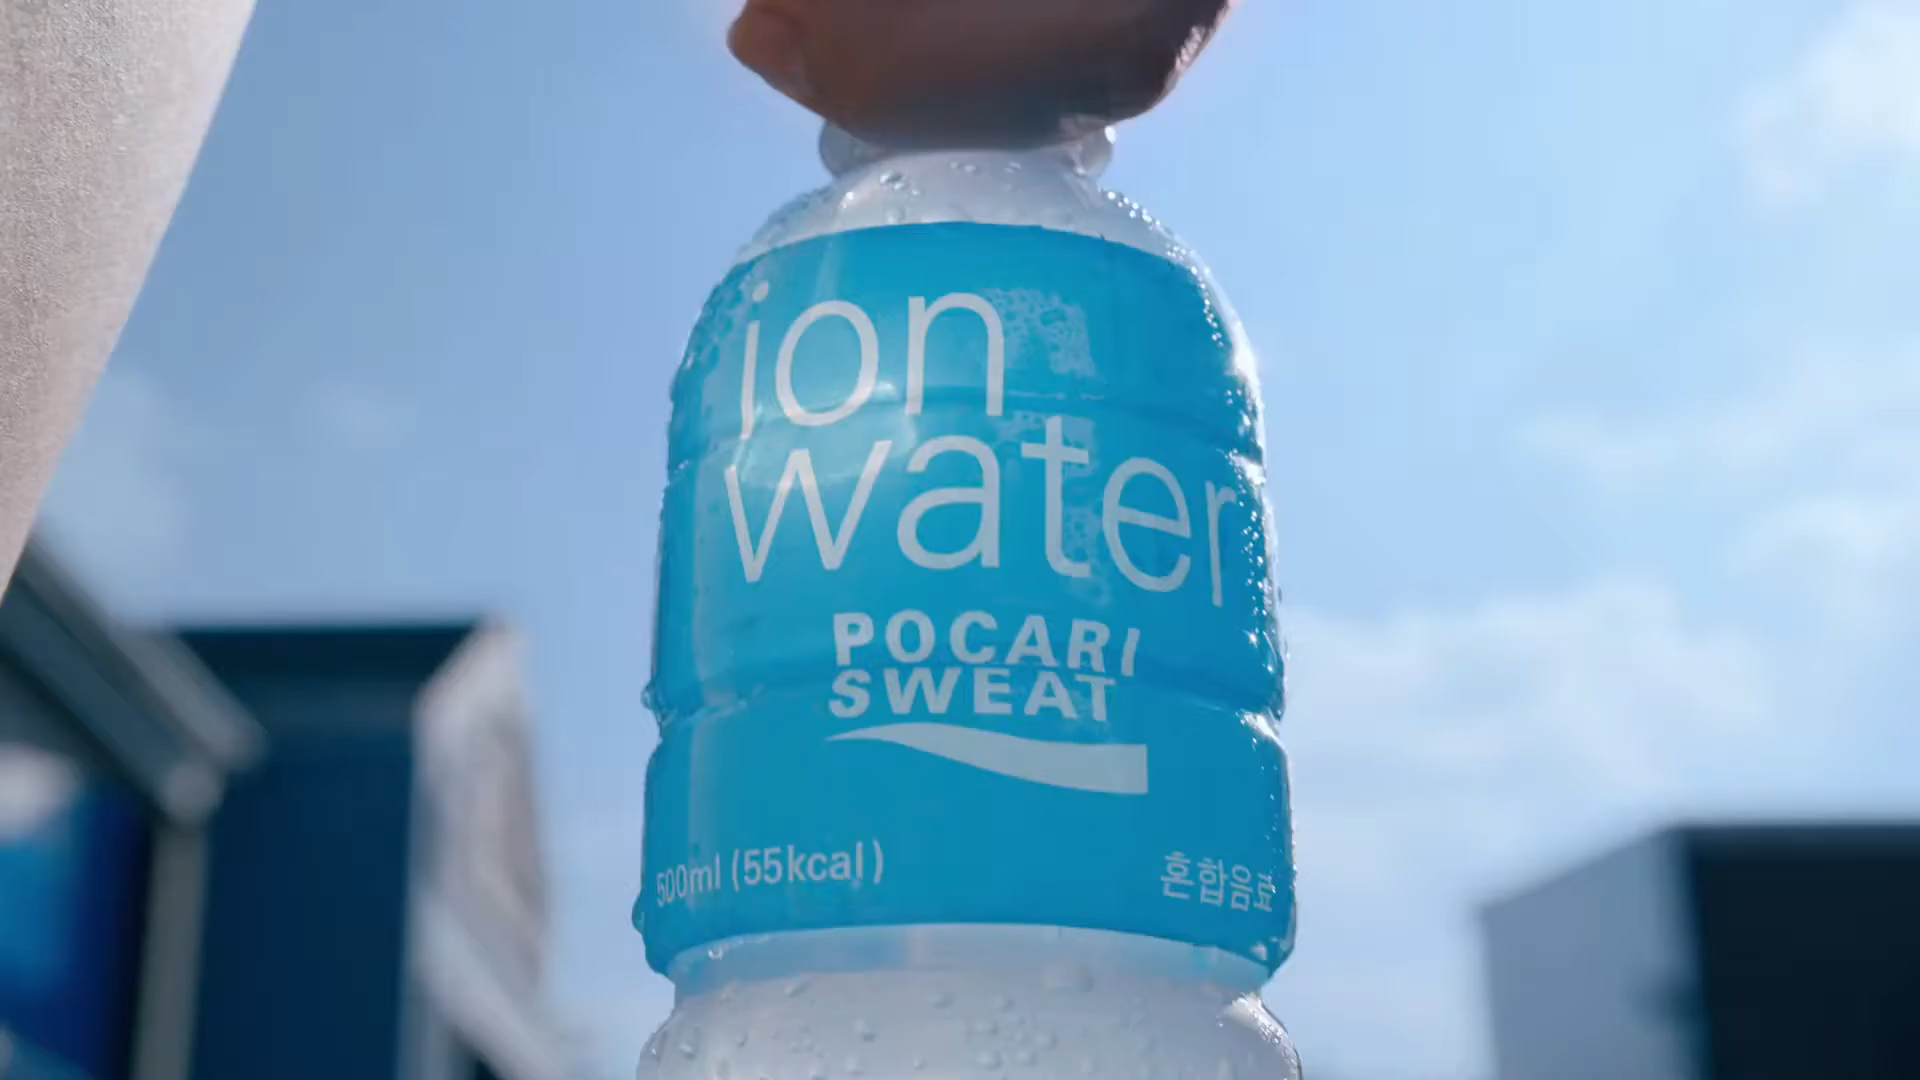 ion
water
POCARI
SWEAT
500ml (55kcal)
혼합음료